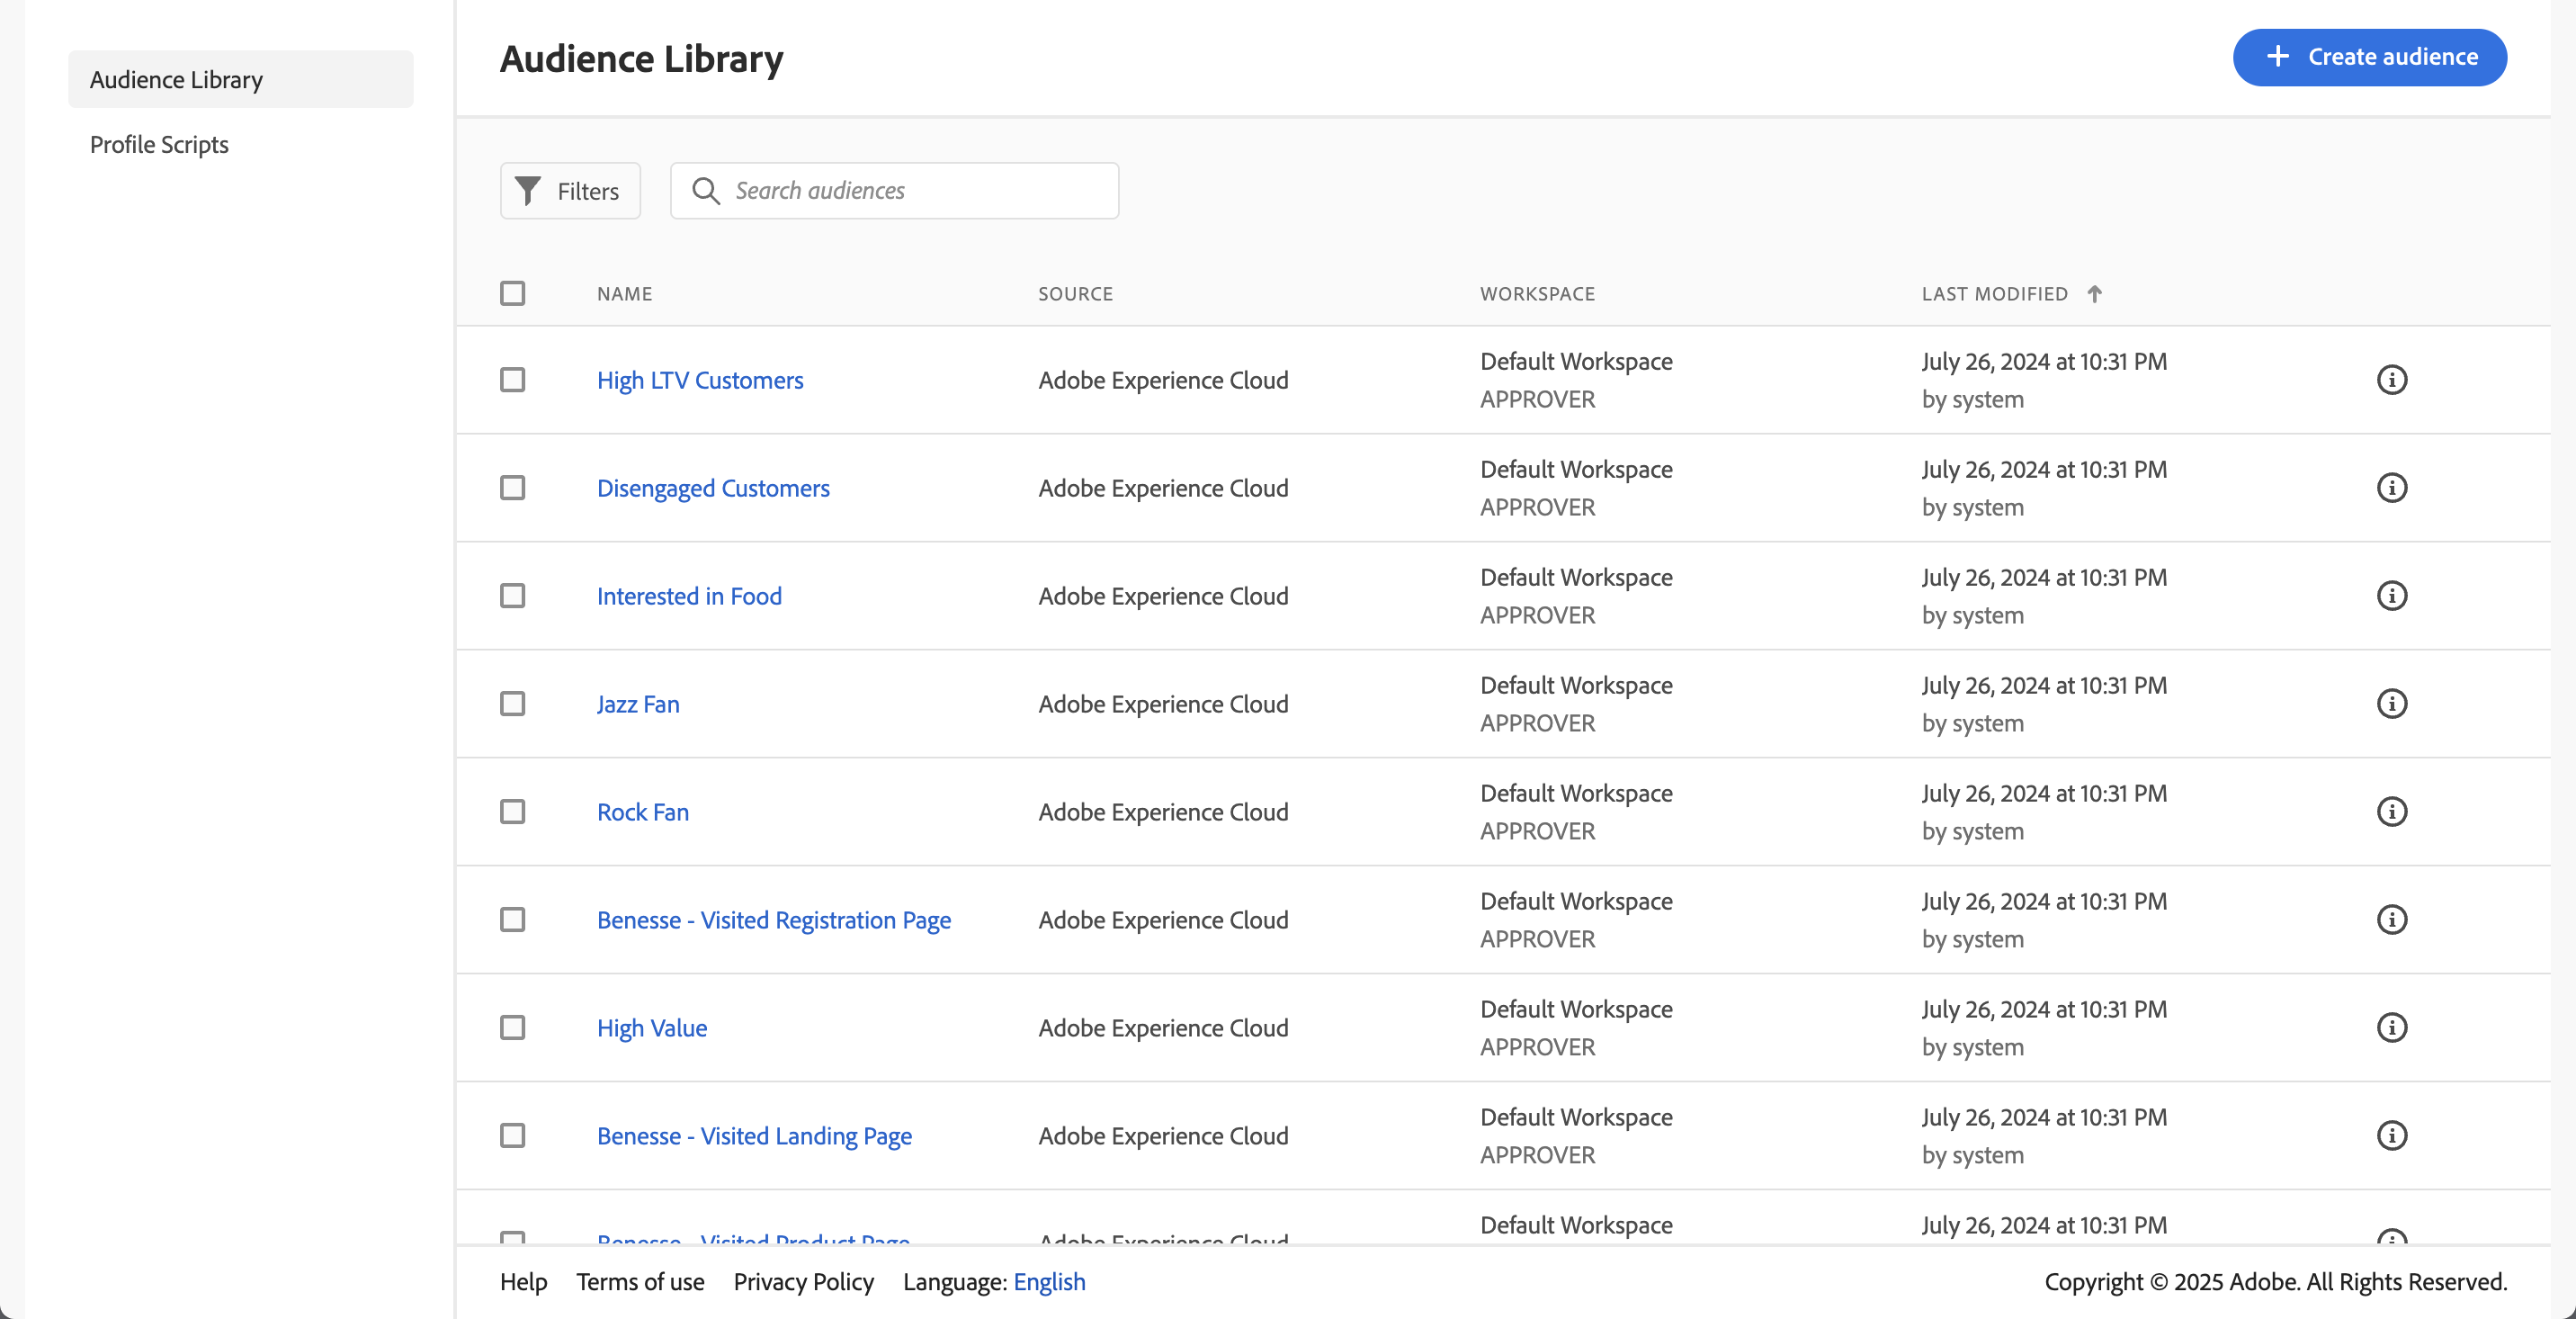 Audience Library
Profile Scripts
Audience Library
Create audience
Filters
Search audiences
NAME SOURCE WORKSPACE LAST MODIFIED
High LTV Customers Adobe Experience Cloud Default Workspace July 26, 2024 at 10:31 PM
APPROVER by system
Disengaged Customers Adobe Experience Cloud Default Workspace July 26, 2024 at 10:31 PM
APPROVER by system
Interested in Food Adobe Experience Cloud Default Workspace July 26, 2024 at 10:31 PM
APPROVER by system
Jazz Fan Adobe Experience Cloud Default Workspace July 26, 2024 at 10:31 PM
APPROVER by system
Rock Fan Adobe Experience Cloud Default Workspace July 26, 2024 at 10:31 PM
APPROVER by system
Benesse - Visited Registration Page Adobe Experience Cloud Default Workspace July 26, 2024 at 10:31 PM
APPROVER by system
High Value Adobe Experience Cloud Default Workspace July 26, 2024 at 10:31 PM
APPROVER by system
Benesse - Visited Landing Page Adobe Experience Cloud Default Workspace July 26, 2024 at 10:31 PM
APPROVER by system
Benesse - Visited Product Page Adobe Experience Cloud Default Workspace July 26, 2024 at 10:31 PM
Help Terms of use Privacy Policy Language: English Copyright © 2025 Adobe. All Rights Reserved.